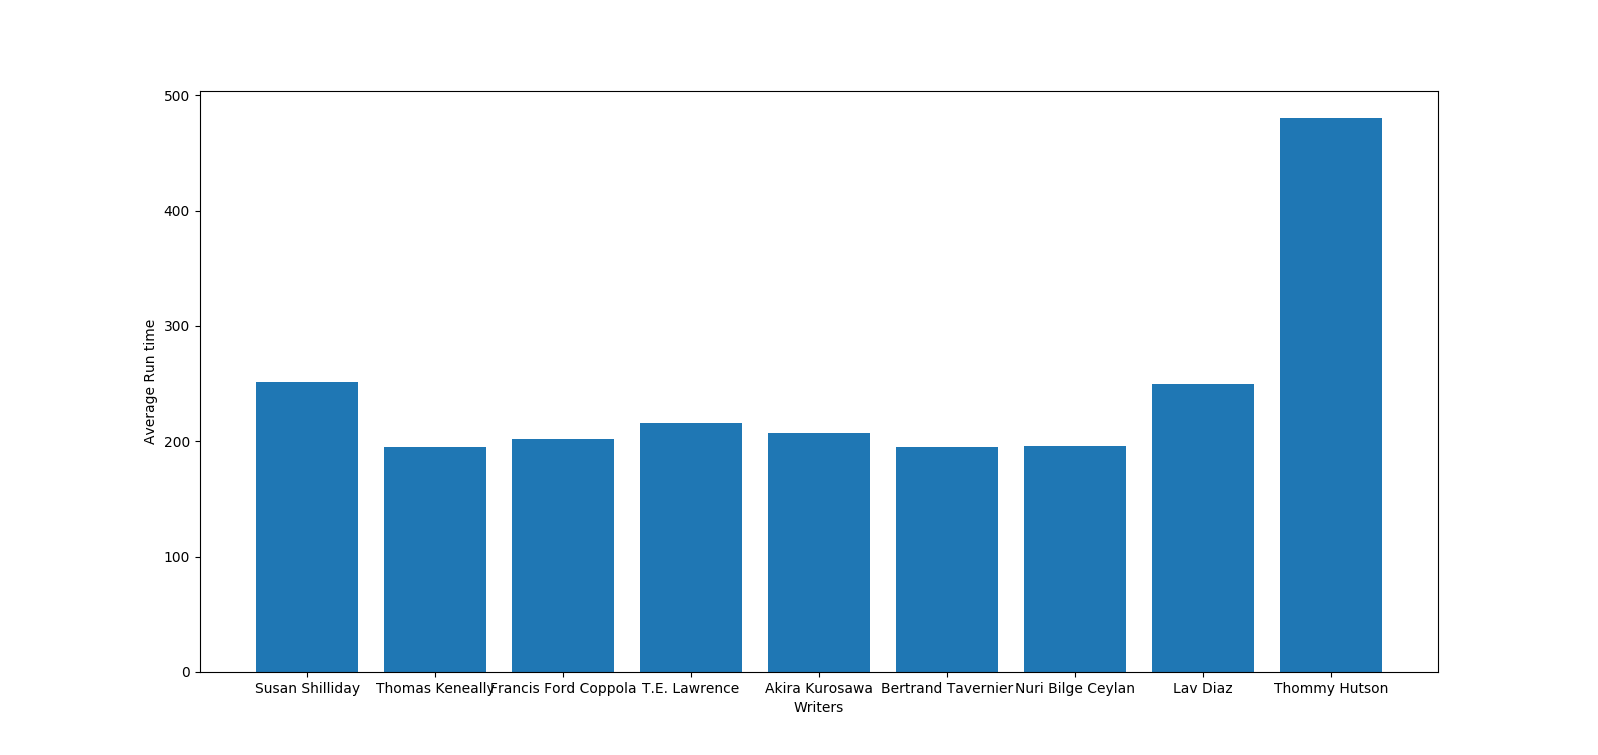 500
400
300
200
100
0
Average Run time
Susan Shilliday Thomas Keneally Francis Ford Coppola T.E. Lawrence Akira Kurosawa Bertrand Tavernier Nuri Bilge Ceylan Lav Diaz Thommy Hutson
Writers